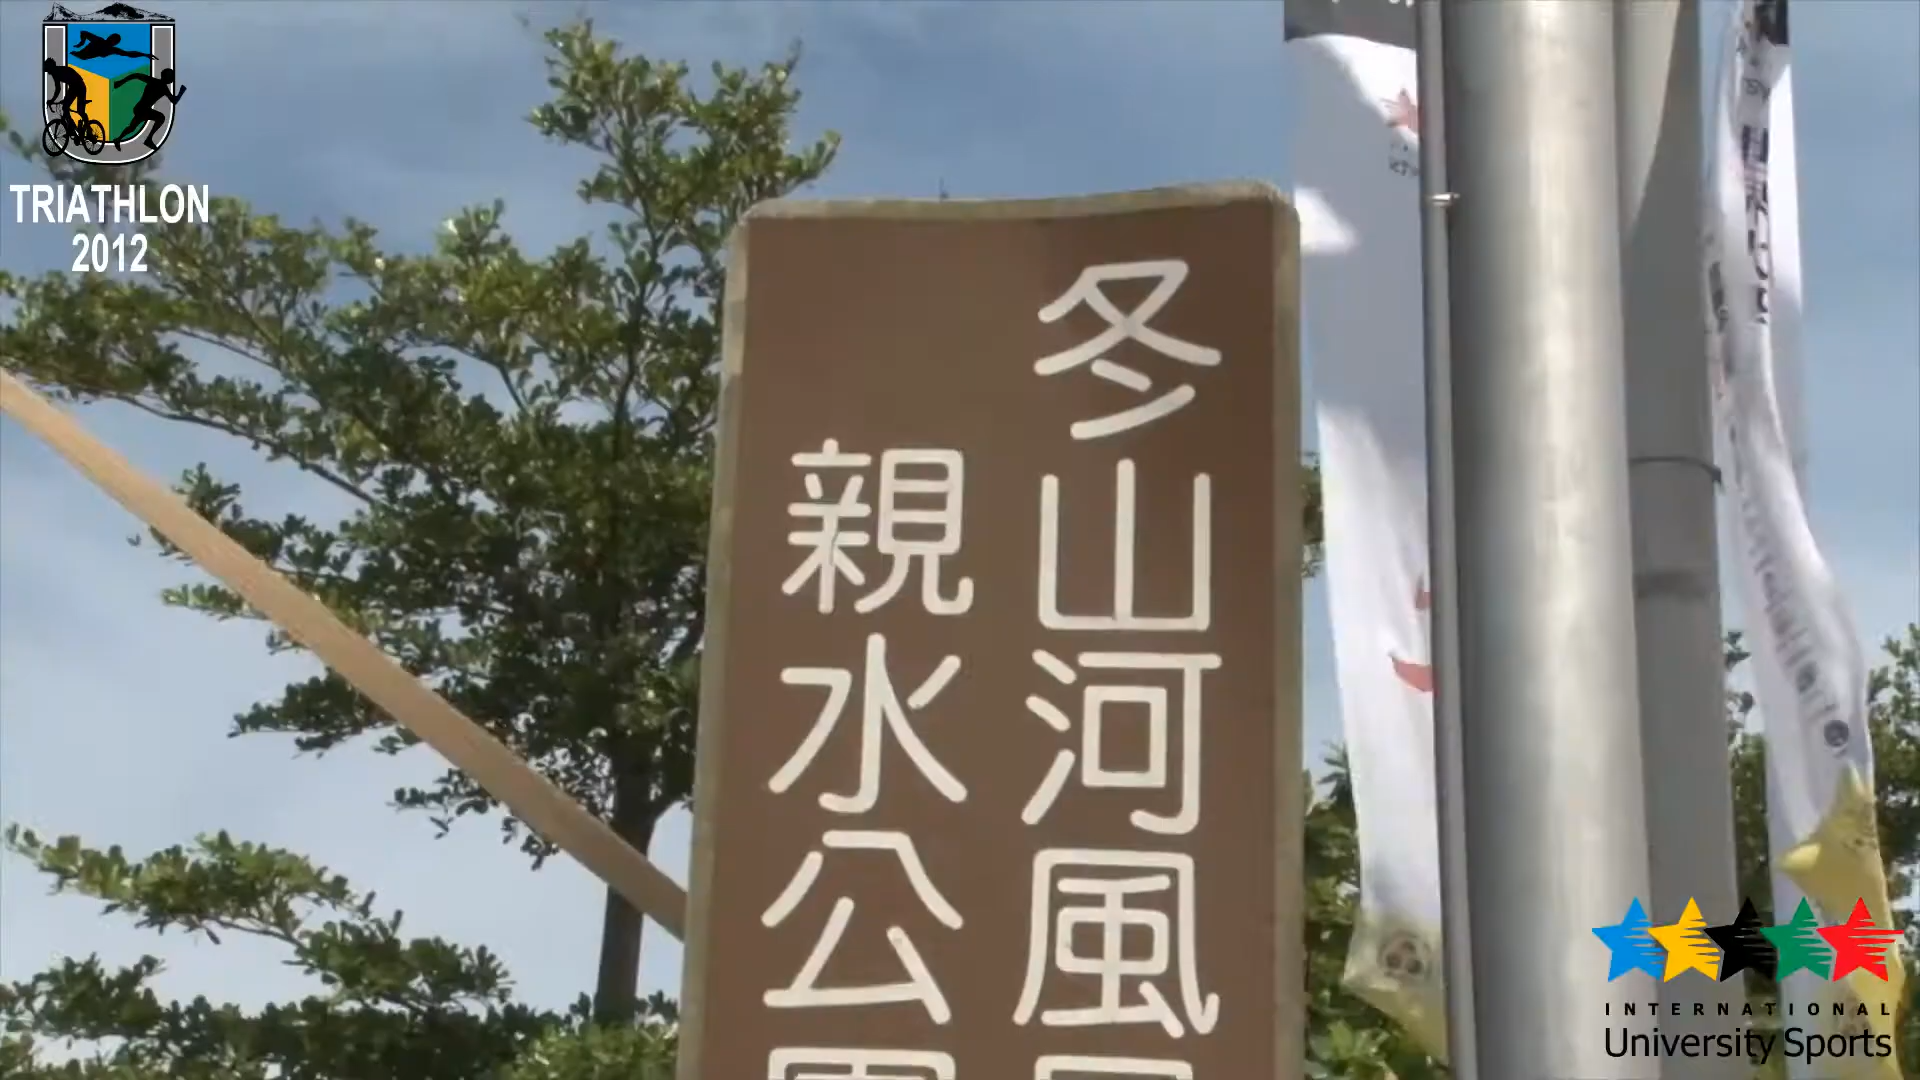 TRIATHLON
2012
冬山河風
親水公
INTERNATIONAL
University Sports